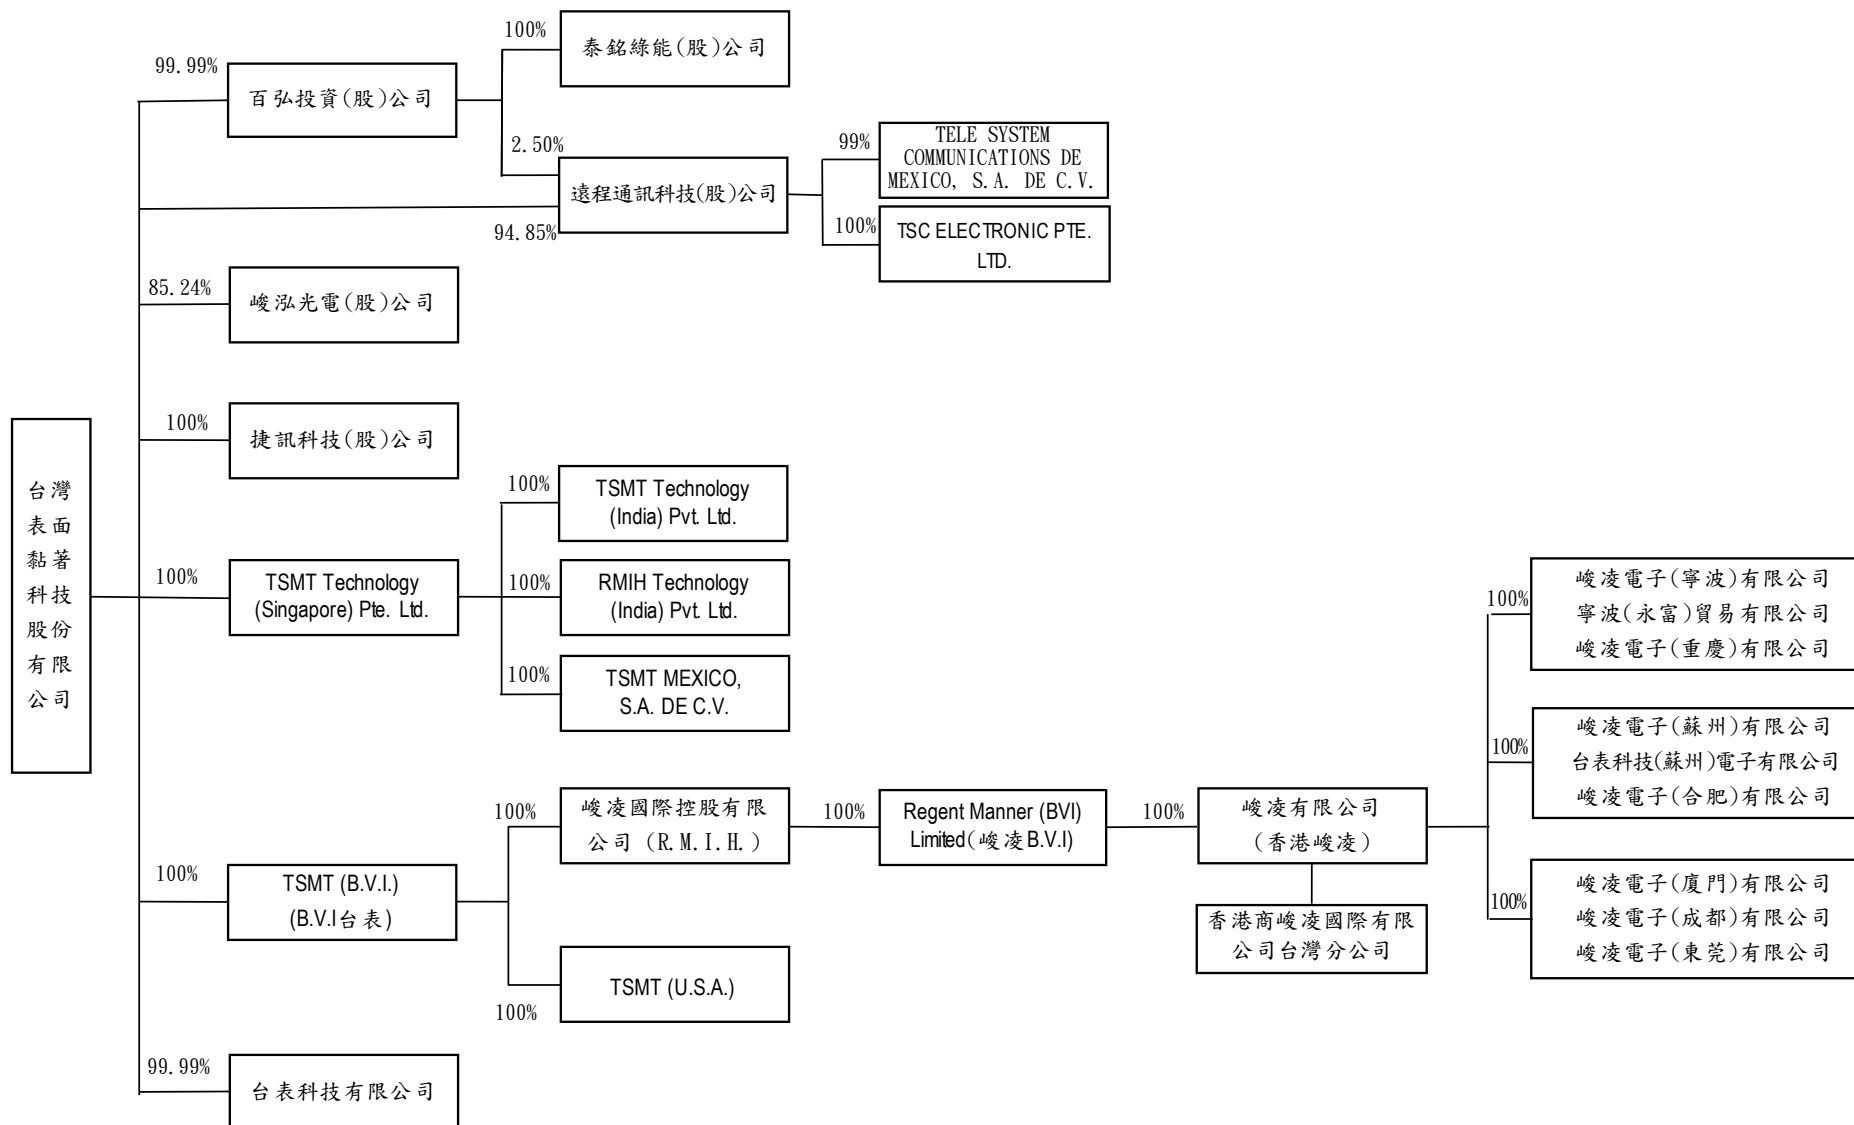 台灣
表面
黏著
科技
股份
有限
公司
99.99%
百弘投資(股)公司
100%
泰銘綠能(股)公司
2.50%
94.85%
遠程通訊科技(股)公司
99%
TELE SYSTEM
COMMUNICATIONS DE
MEXICO, S.A. DE C.V.
100%
TSC ELECTRONIC PTE.
LTD.
85.24%
峻泓光電(股)公司
100%
捷訊科技(股)公司
100%
TSMT Technology
(Singapore) Pte. Ltd.
100%
TSMT Technology
(India) Pvt. Ltd.
100%
RMIH Technology
(India) Pvt. Ltd.
100%
TSMT MEXICO,
S.A. DE C.V.
100%
TSMT (B.V.I.)
(B.V.I台表)
100%
峻凌國際控股有限
公司 (R.M.I.H.)
100%
Regent Manner (BVI)
Limited(峻凌B.V.I)
100%
峻凌有限公司
(香港峻凌)
香港商峻凌國際有限
公司台灣分公司
100%
峻凌電子(寧波)有限公司
寧波(永富)貿易有限公司
峻凌電子(重慶)有限公司
100%
峻凌電子(蘇州)有限公司
台表科技(蘇州)電子有限公司
峻凌電子(合肥)有限公司
100%
峻凌電子(廈門)有限公司
峻凌電子(成都)有限公司
峻凌電子(東莞)有限公司
100%
TSMT (U.S.A.)
99.99%
台表科技有限公司